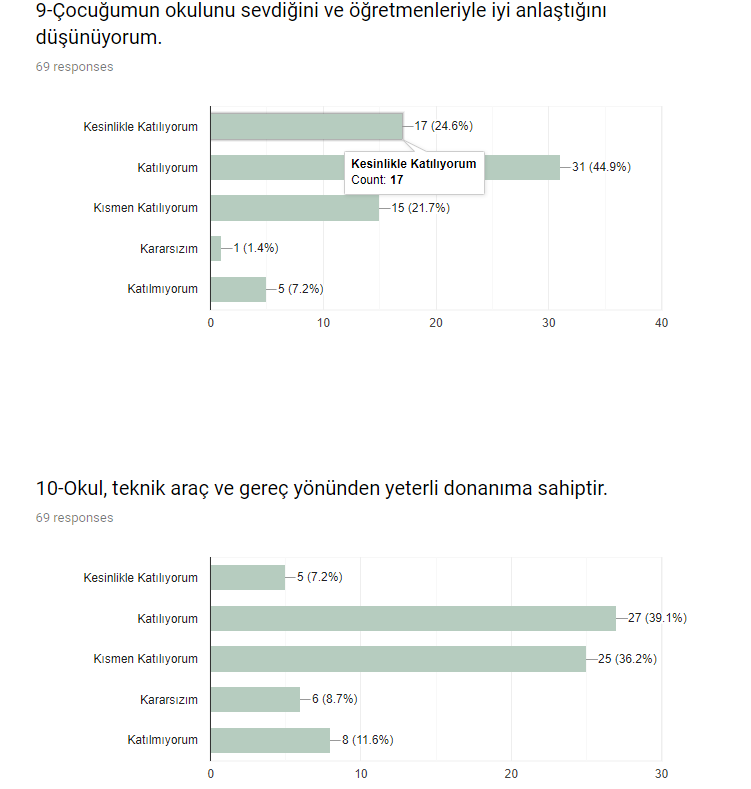 9-Çocuğumun okulunu sevdiğini ve öğretmenleriyle iyi anlaştığını
düşünüyorum.
69 responses
Kesinlikle Katılıyorum
17 (24.6%)
Katılıyorum
31 (44.9%)
Kesinlikle Katılıyorum
Count: 17
Kısmen Katılıyorum
15 (21.7%)
Kararsızım
1 (1.4%)
Katılmıyorum
5 (7.2%)
0 10 20 30 40
10-Okul, teknik araç ve gereç yönünden yeterli donanıma sahiptir.
69 responses
Kesinlikle Katılıyorum
5 (7.2%)
Katılıyorum
27 (39.1%)
Kısmen Katılıyorum
25 (36.2%)
Kararsızım
6 (8.7%)
Katılmıyorum
8 (11.6%)
0 10 20 30